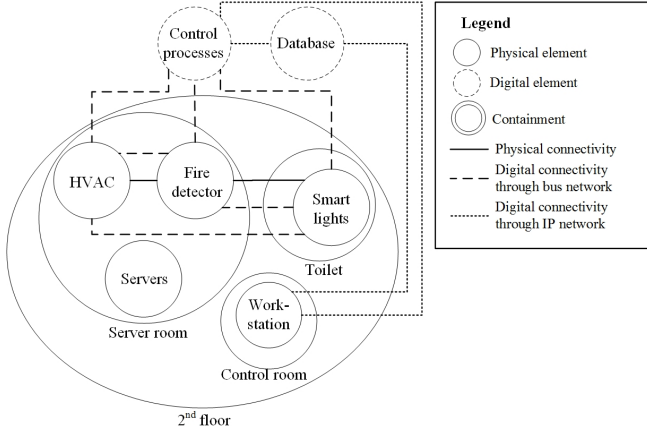 Control
processes
Database
HVAC
Fire
detector
Smart
lights
Toilet
Servers
Server room
Work-
station
Control room
2nd floor
Legend
Physical element
Digital element
Containment
Physical connectivity
Digital connectivity
through bus network
Digital connectivity
through IP network